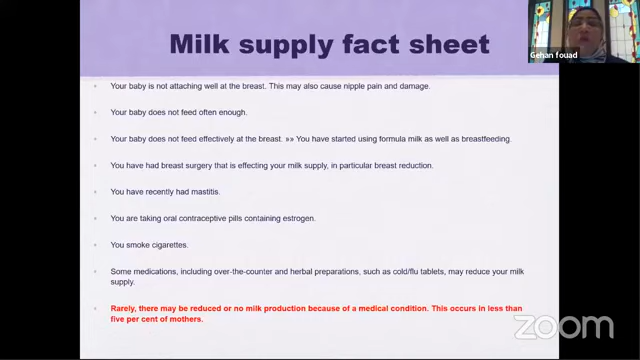 Milk supply fact sheet
Gehan fouad
Your baby is not attaching well at the breast. This may also cause nipple pain and damage.
Your baby does not feed often enough.
Your baby does not feed effectively at the breast. »» You have started using formula milk as well as breastfeeding.
You have had breast surgery that is effecting your milk supply, in particular breast reduction.
You have recently had mastitis.
You are taking oral contraceptive pills containing estrogen.
You smoke cigarettes.
Some medications, including over-the-counter and herbal preparations, such as cold/flu tablets, may reduce your milk
supply.
Rarely, there may be reduced or no milk production because of a medical condition. This occurs in less than
five per cent of mothers.
zoom